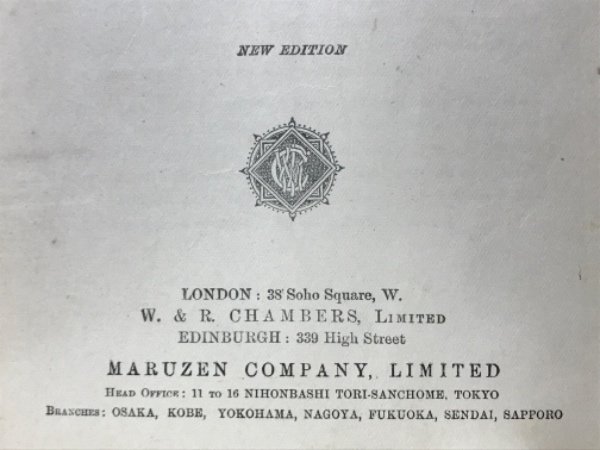 NEW EDITION
LONDON: 38 Soho Square, W.
W. & R. CHAMBERS, LIMITED
EDINBURGH: 339 High Street
MARUZEN COMPANY, LIMITED
HEAD OFFICE: 11 TO 16 NIHONBASHI TORI-SANCHOME, TOKYO
BRANCHES: OSAKA, KOBE, YOKOHAMA, NAGOYA, FUKUOKA, SENDAI, SAPPORO